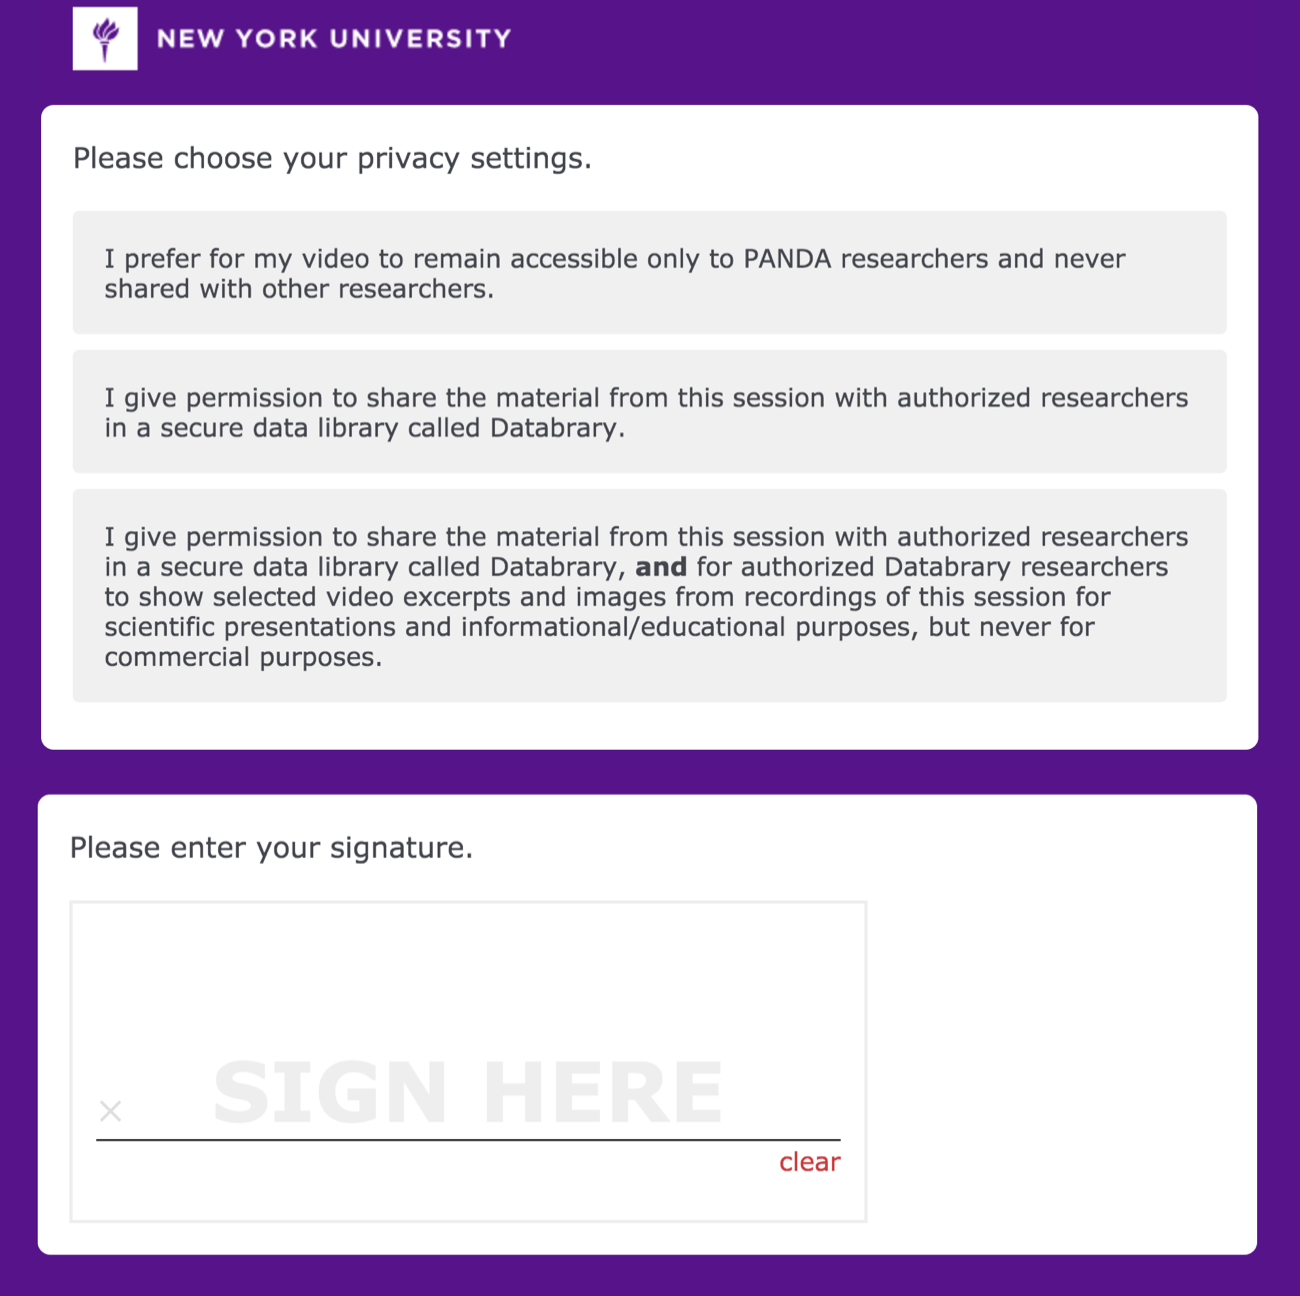 NEW YORK UNIVERSITY
Please choose your privacy settings.
I prefer for my video to remain accessible only to PANDA researchers and never
shared with other researchers.
I give permission to share the material from this session with authorized researchers
in a secure data library called Databrary.
I give permission to share the material from this session with authorized researchers
in a secure data library called Databrary, and for authorized Databrary researchers
to show selected video excerpts and images from recordings of this session for
scientific presentations and informational/educational purposes, but never for
commercial purposes.
Please enter your signature.
× SIGN HERE
clear